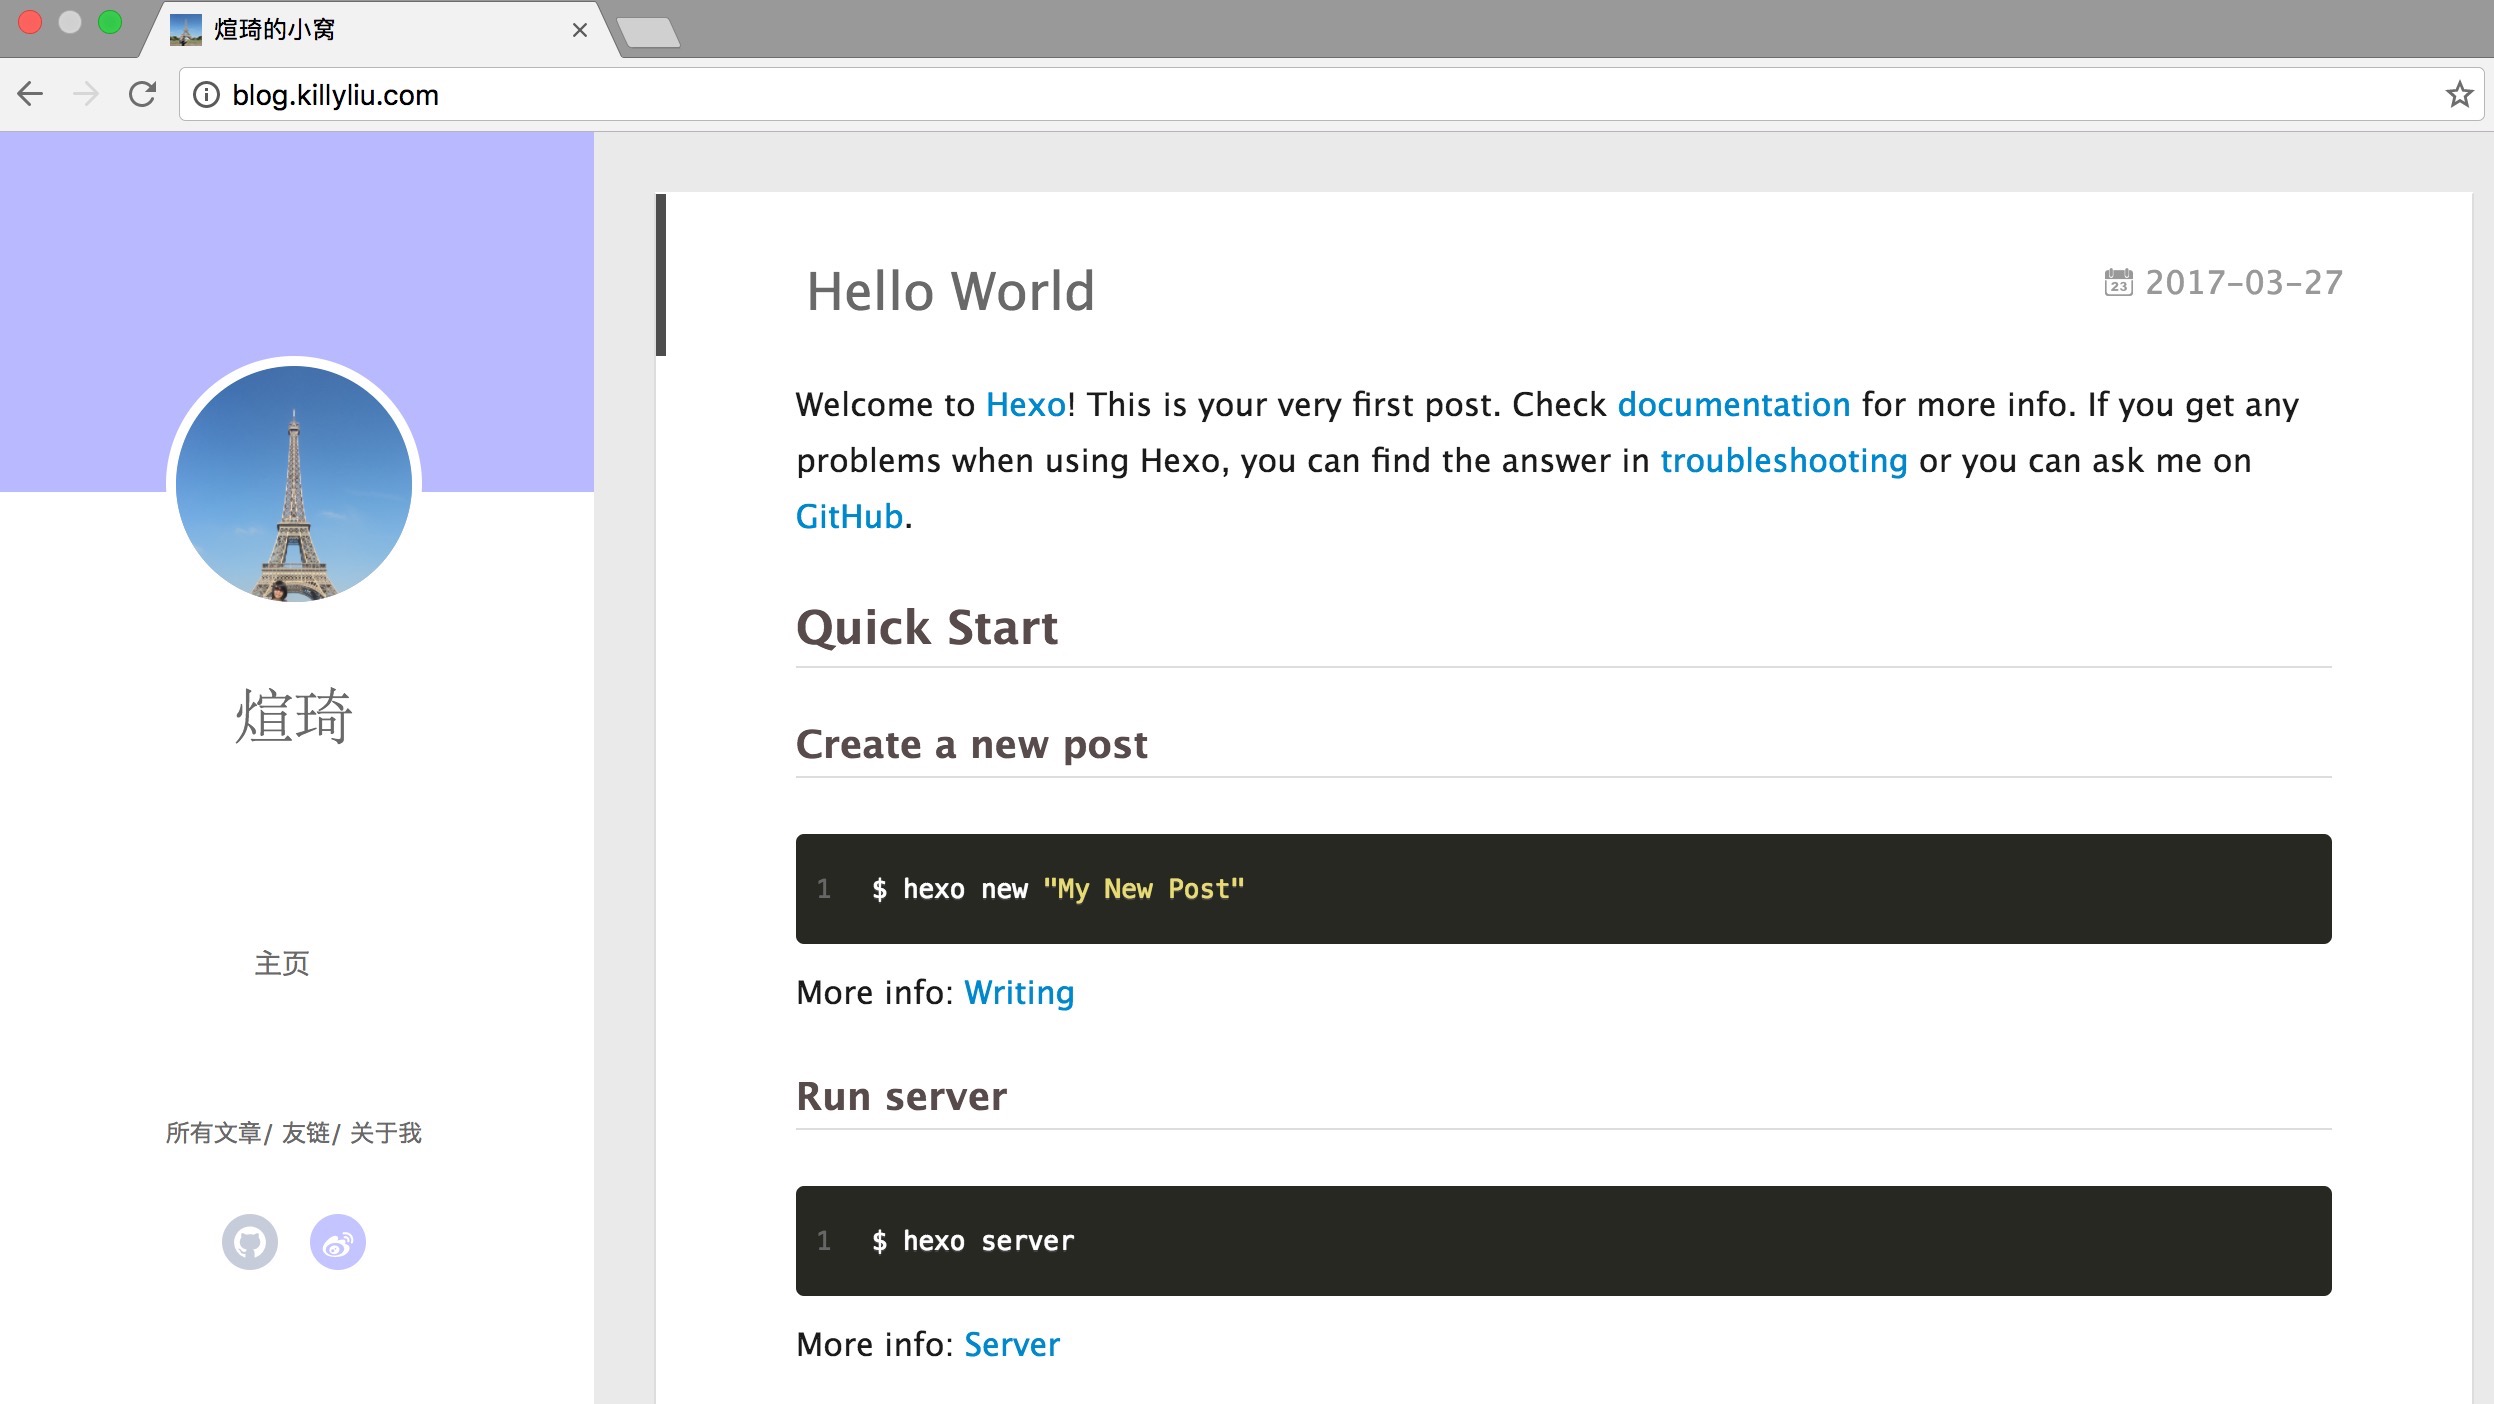 煊琦的小窝
blog.killyliu.com
煊琦
主页
所有文章/ 友链/ 关于我
Hello World
23 2017-03-27
Welcome to Hexo! This is your very first post. Check documentation for more info. If you get any
problems when using Hexo, you can find the answer in troubleshooting or you can ask me on
GitHub.
Quick Start
Create a new post
1 $ hexo new "My New Post"
More info: Writing
Run server
1 $ hexo server
More info: Server